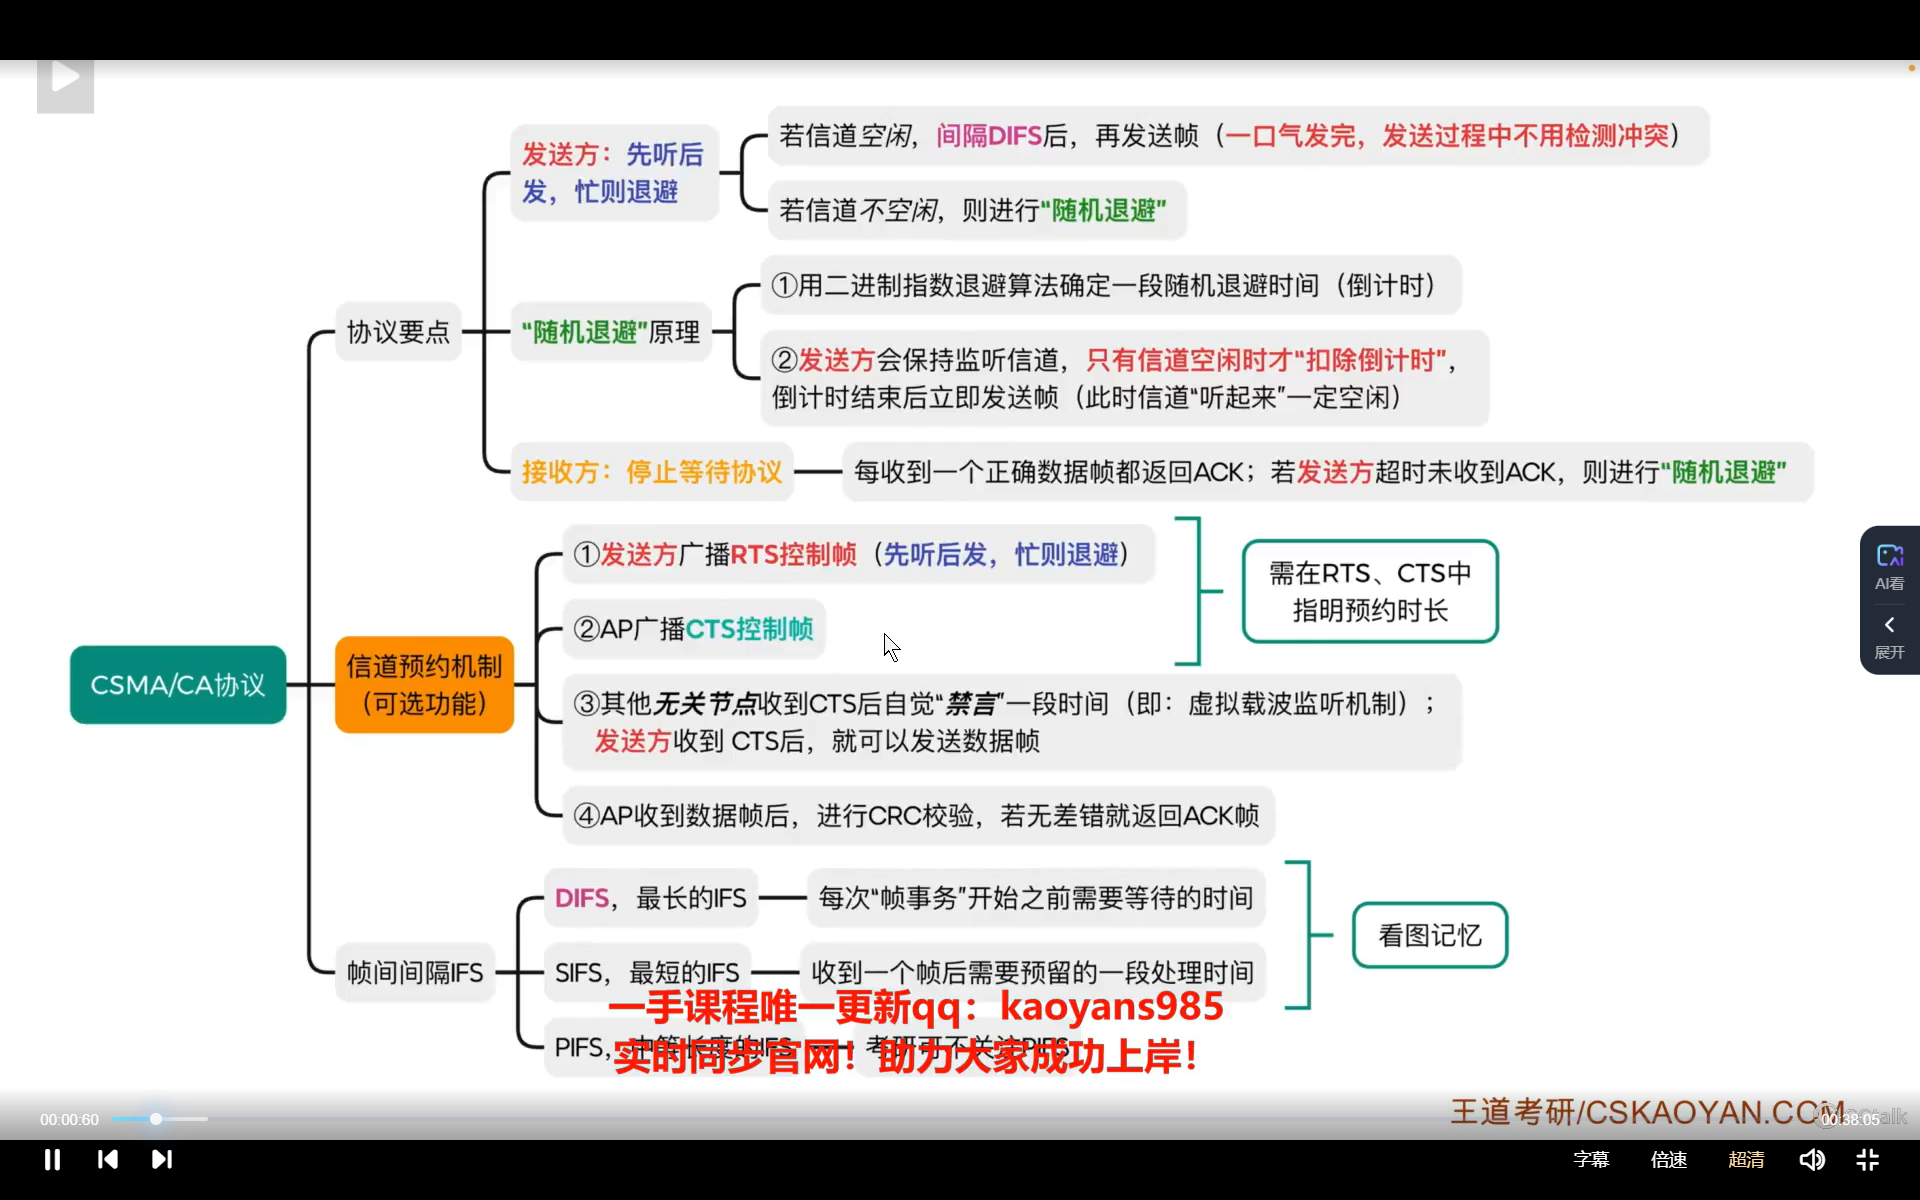 发送方：先听后
发，忙则退避
若信道空闲，间隔DIFS后，再发送帧（一口气发完，发送过程中不用检测冲突）
若信道不空闲，则进行“随机退避”
协议要点
“随机退避”原理
①用二进制指数退避算法确定一段随机退避时间（倒计时）
②发送方会保持监听信道，只有信道空闲时才“扣除倒计时”，
倒计时结束后立即发送帧（此时信道“听起来”一定空闲）
接收方：停止等待协议
每收到一个正确数据帧都返回ACK；若发送方超时未收到ACK，则进行“随机退避”
CSMA/CA协议
信道预约机制
（可选功能）
①发送方广播RTS控制帧（先听后发，忙则退避）
②AP广播CTS控制帧
需在RTS、CTS中
指明预约时长
③其他无关节点收到CTS后自觉“禁言”一段时间（即：虚拟载波监听机制）；
发送方收到 CTS后，就可以发送数据帧
④AP收到数据帧后，进行CRC校验，若无差错就返回ACK帧
帧间间隔IFS
DIFS，最长的IFS
每次“帧事务”开始之前需要等待的时间
SIFS，最短的IFS
收到一个帧后需要预留的一段处理时间
PIFS，中等长度的IFS
考研可不关注PIFS
看图记忆
一手课程唯一更新qq：kaoyans985
实时同步官网！助力大家成功上岸！
AI看
展开
王道考研/CSKAOYAN.COM
00:00:60
00:38:05
字幕
倍速
超清